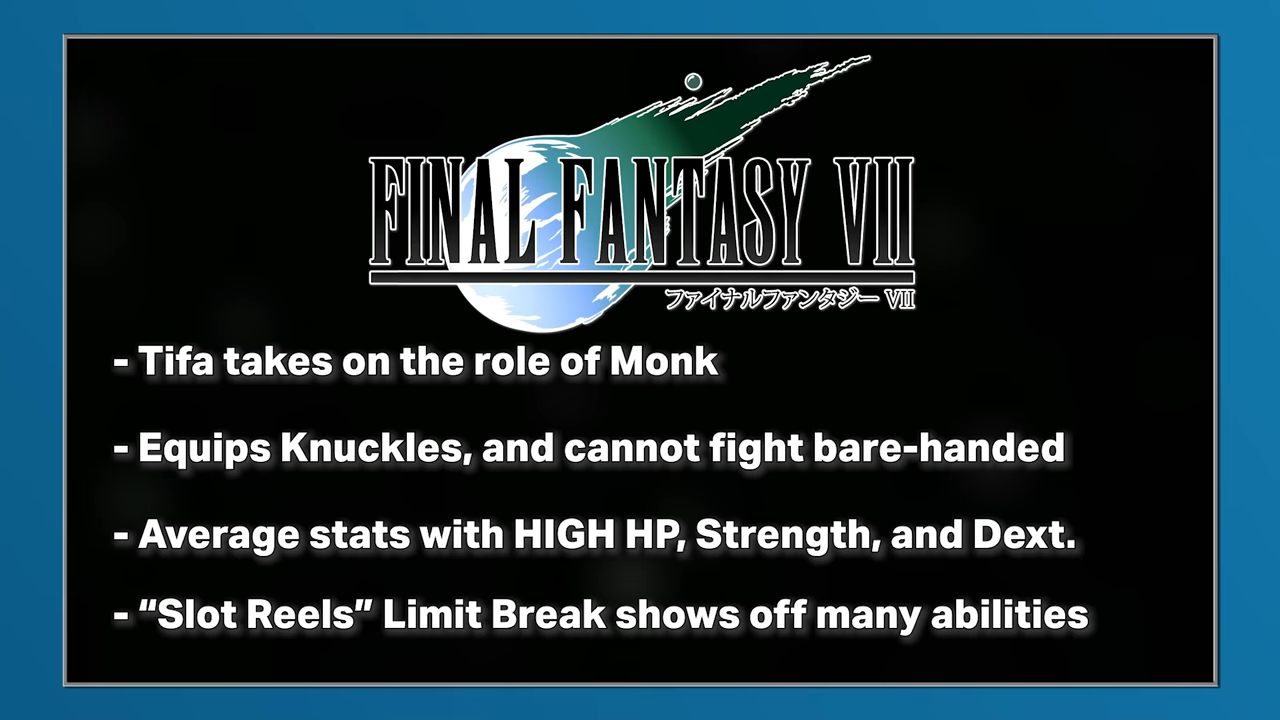 FINAL FANTASY VII
ファイナルファンタジー VII
- Tifa takes on the role of Monk
- Equips Knuckles, and cannot fight bare-handed
- Average stats with HIGH HP, Strength, and Dext.
- “Slot Reels” Limit Break shows off many abilities